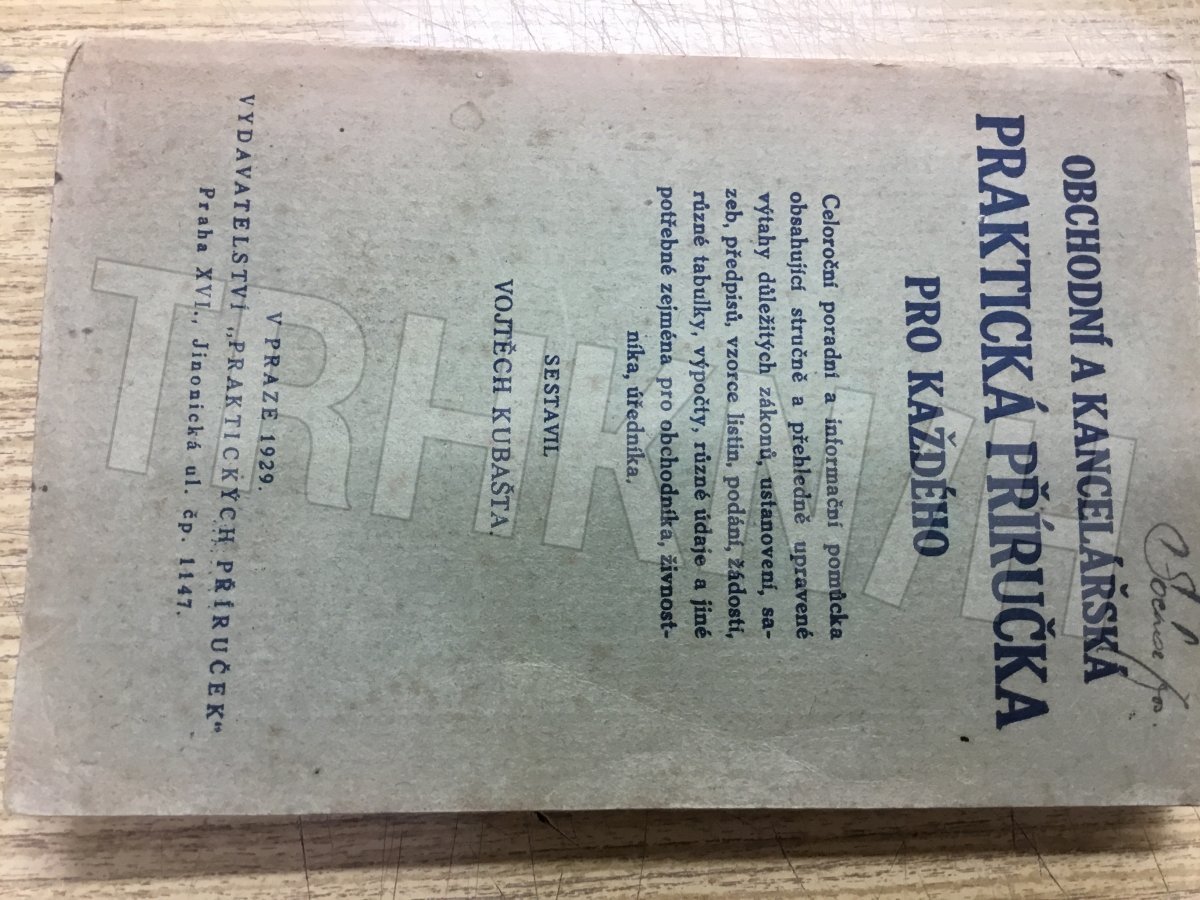 OBCHODNÍ A KANCELÁŘSKÁ
PRAKTICKÁ PŘÍRUČKA
PRO KAŽDÉHO
Celoroční poradní a informační pomůcka
obsahující stručně a přehledně upravené
výtahy důležitých zákonů, ustanovení, sa-
zeb, předpisů, vzorce listin, podání, žádostí,
různé tabulky, výpočty, různé údaje a jiné
potřebné zejména pro obchodníka, živnost-
níka, úředníka.
SESTAVIL
VOJTĚCH KUBAŠTA.
V PRAZE 1929.
VYDAVATELSTVÍ „PRAKTICKÝCH PŘÍRUČEK“
Praha XVI., Jinonická ul. čp. 1147.
TRHKNIH